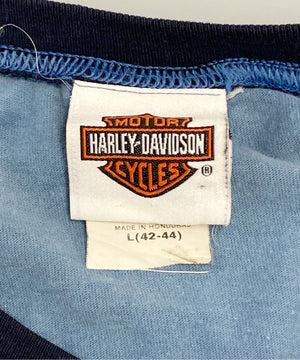 MOTOR
HARLEY-DAVIDSON
CYCLES
®
MADE IN HONDURAS
L(42-44)